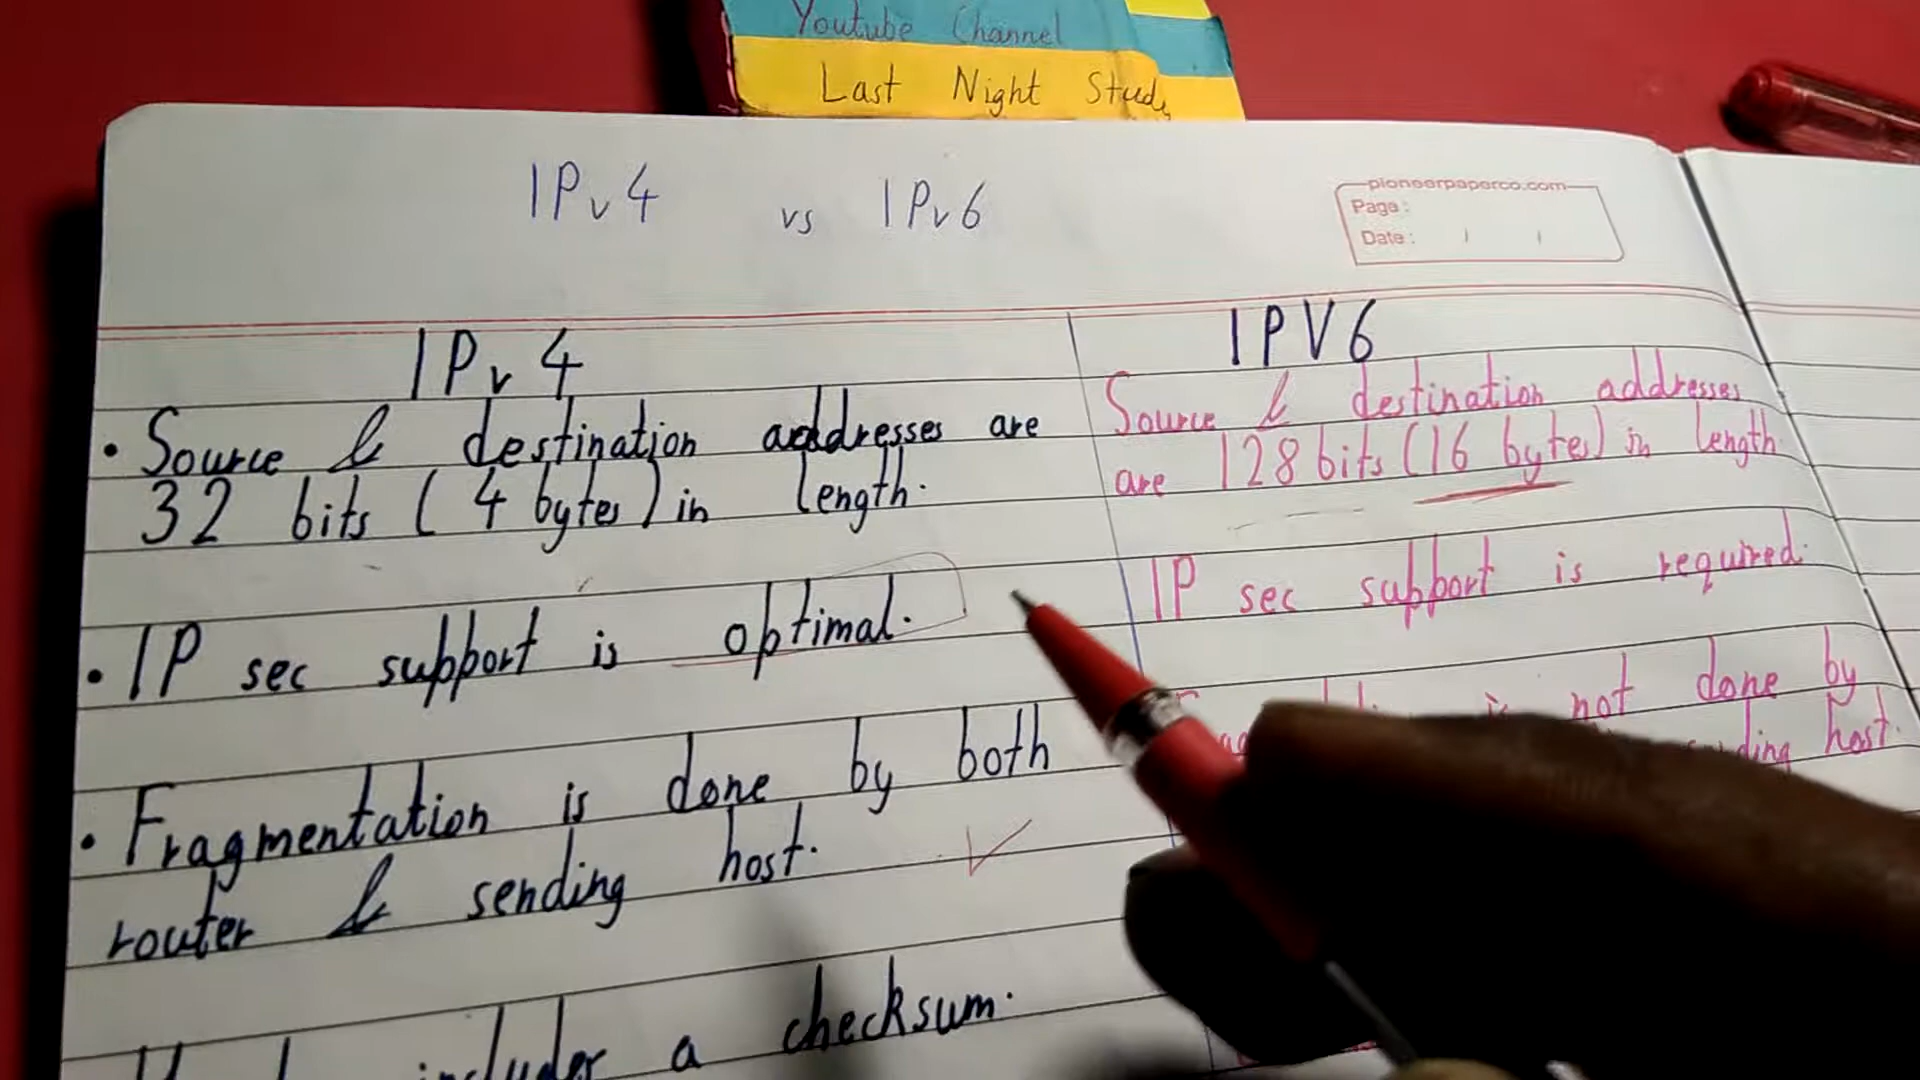 Youtube Channel
Last Night Study
IPv4 vs IPv6
pioneerpaperco.com
Page :
Date : / /
IPv4
• Source & destination addresses are
32 bits ( 4 bytes ) in length.
• IP sec support is optimal.
• Fragmentation is done by both
router & sending host.
a checksum.
IPV6
Source & destination addresses
are 128 bits (16 bytes) in length
IP sec support is required.
is not done by
host.